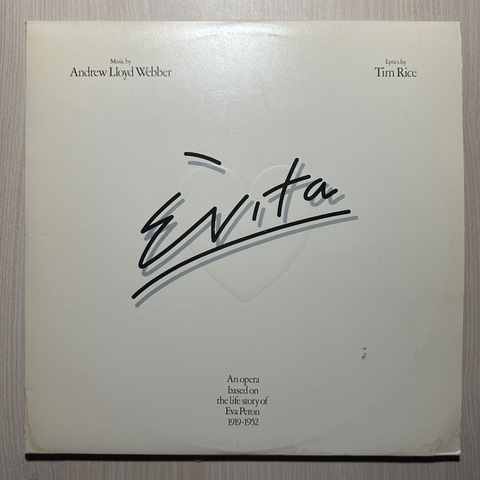 Music by
Andrew Lloyd Webber
Lyrics by
Tim Rice
Evita
An opera
based on
the life story of
Eva Peron
1919-1952